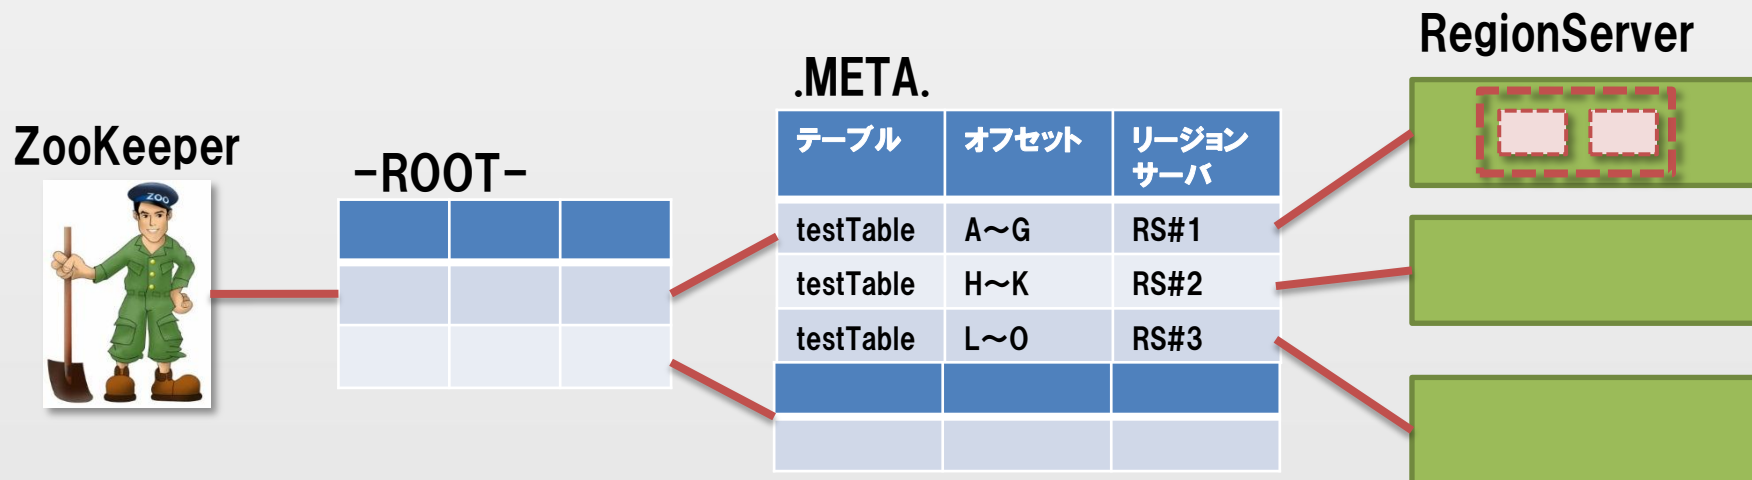 ZooKeeper
ZOO
-ROOT-
.META.
テーブル オフセット リージョン
サーバ
testTable A～G RS#1
testTable H～K RS#2
testTable L～O RS#3
RegionServer